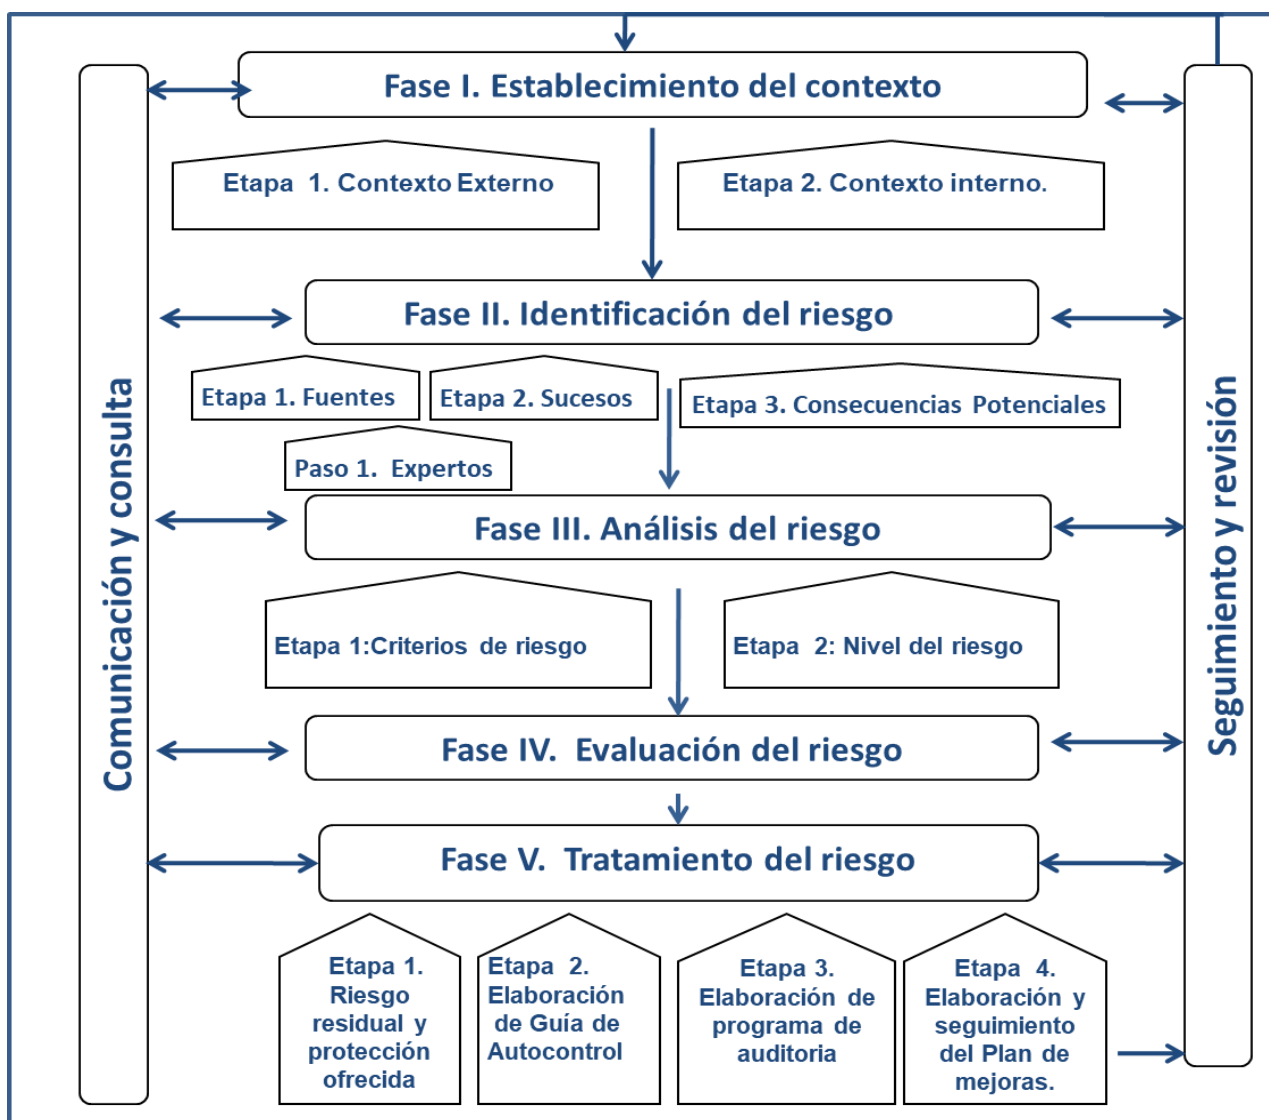 Fase I. Establecimiento del contexto
Etapa 1. Contexto Externo
Etapa 2. Contexto interno.
Fase II. Identificación del riesgo
Etapa 1. Fuentes
Etapa 2. Sucesos
Etapa 3. Consecuencias Potenciales
Paso 1. Expertos
Fase III. Análisis del riesgo
Etapa 1:Criterios de riesgo
Etapa 2: Nivel del riesgo
Fase IV. Evaluación del riesgo
Fase V. Tratamiento del riesgo
Etapa 1.
Riesgo
residual y
protección
ofrecida
Etapa 2.
Elaboración
de Guía de
Autocontrol
Etapa 3.
Elaboración de
programa de
auditoria
Etapa 4.
Elaboración y
seguimiento
del Plan de
mejoras.
Comunicación y consulta
Seguimiento y revisión